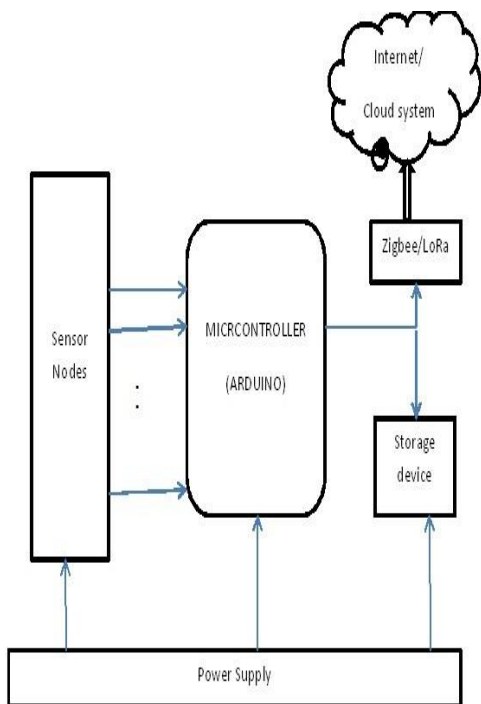 Internet/
Cloud system
Zigbee/LoRa
Sensor
Nodes
MICRCONTROLLER
(ARDUINO)
Storage
device
Power Supply